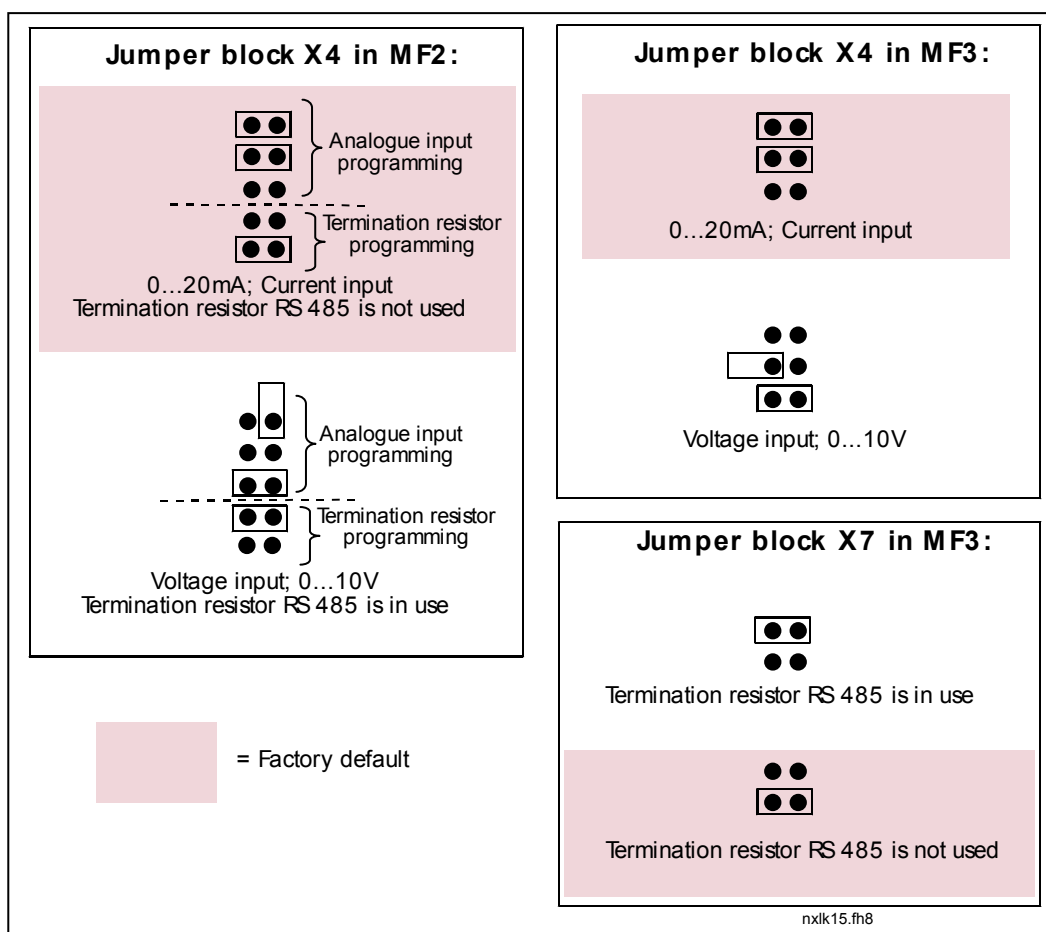 Jumper block X4 in MF2:
Analogue input
programming
Termination resistor
programming
0...20mA; Current input
Termination resistor RS 485 is not used
Analogue input
programming
Termination resistor
programming
Voltage input; 0...10V
Termination resistor RS 485 is in use
= Factory default
Jumper block X4 in MF3:
0...20mA; Current input
Voltage input; 0...10V
Jumper block X7 in MF3:
Termination resistor RS 485 is in use
Termination resistor RS 485 is not used
nxlk15.fh8